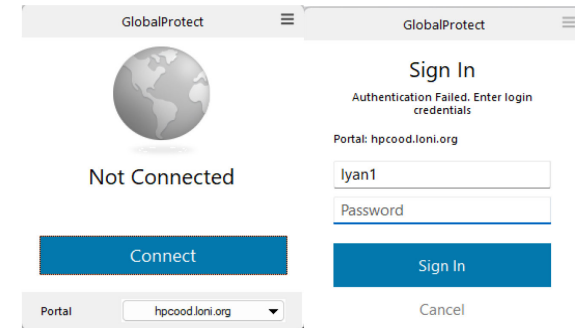 GlobalProtect
Not Connected
Connect
Portal hpcood.loni.org
GlobalProtect
Sign In
Authentication Failed. Enter login
credentials
Portal: hpcood.loni.org
lyan1
Password
Sign In
Cancel